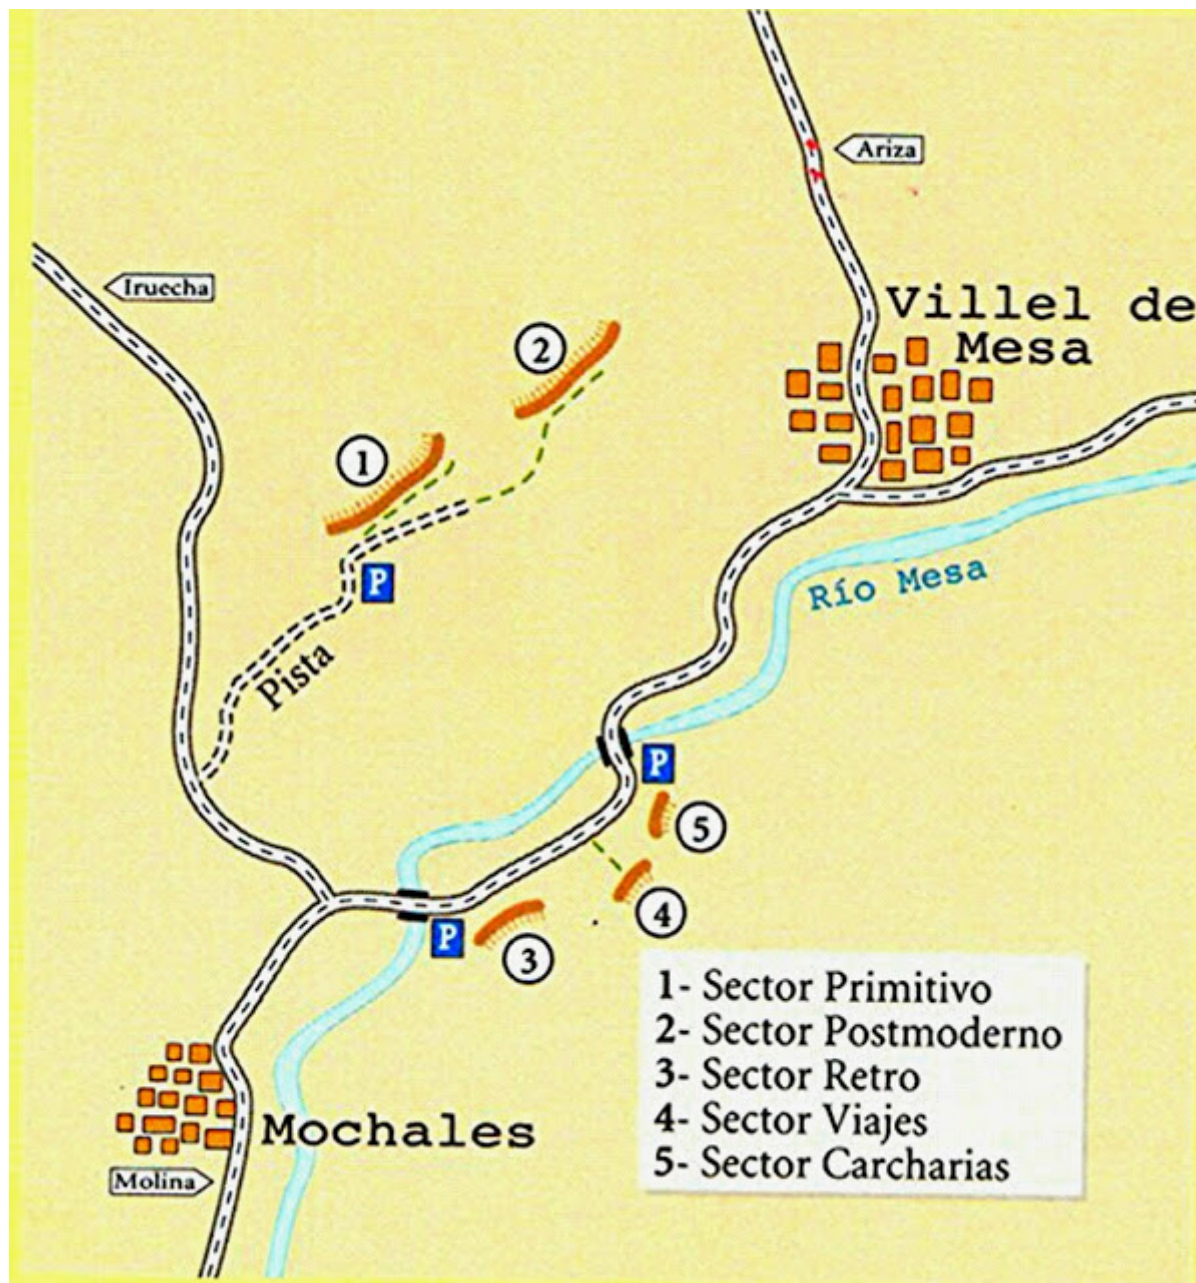 Ariza
Iruecha
Villel de
Mesa
2
1
P
Río Mesa
Pista
P
5
4
P
3
1- Sector Primitivo
2- Sector Postmoderno
3- Sector Retro
4- Sector Viajes
5- Sector Carcharias
Mochales
Molina